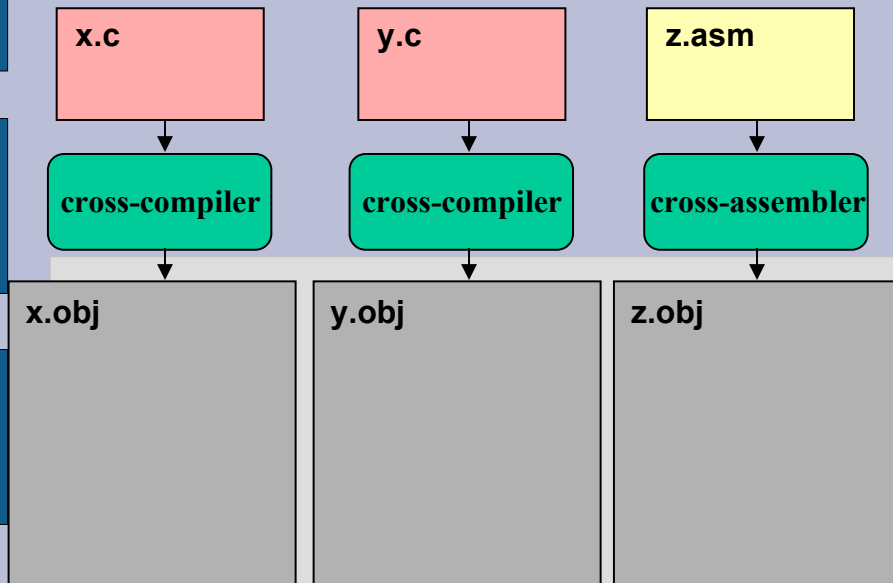 x.c
y.c
z.asm
cross-compiler
cross-compiler
cross-assembler
x.obj
y.obj
z.obj